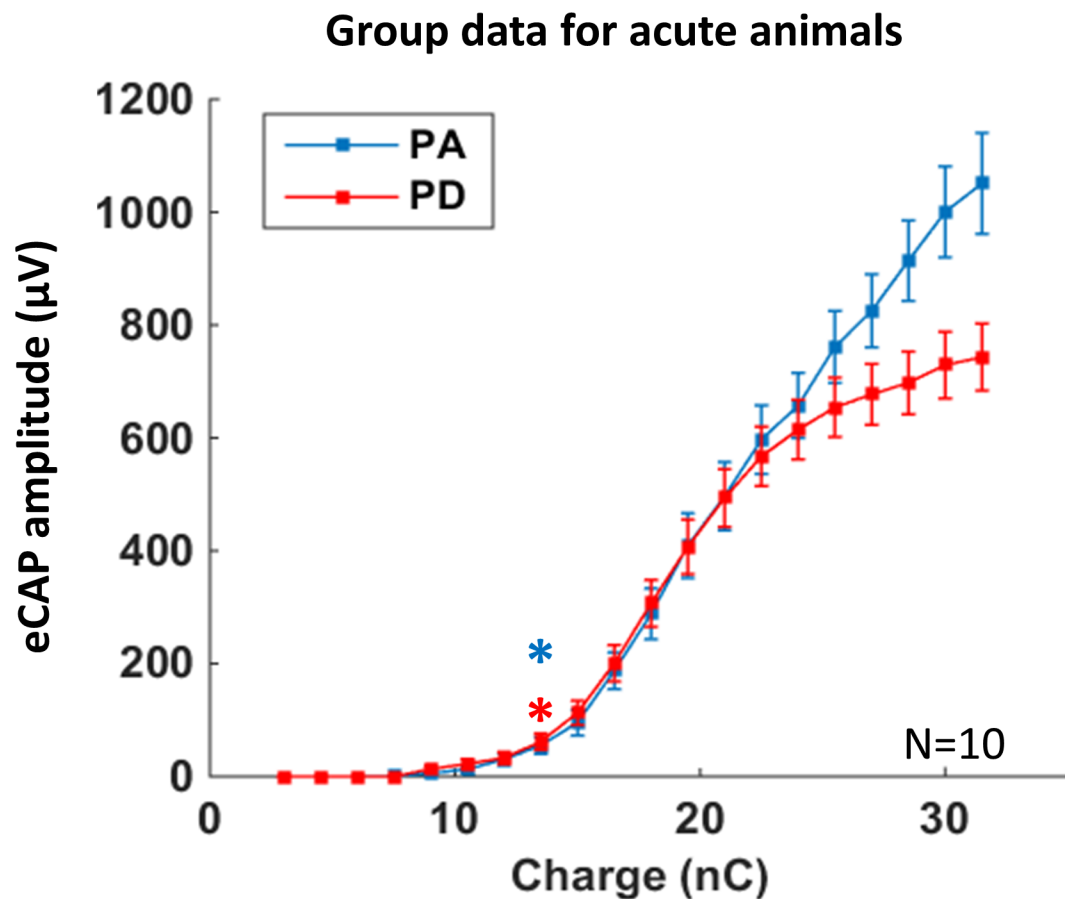 Group data for acute animals
1200
1000
800
600
400
200
0
eCAP amplitude (µV)
PA
PD
*
*
N=10
0 10 20 30
Charge (nC)